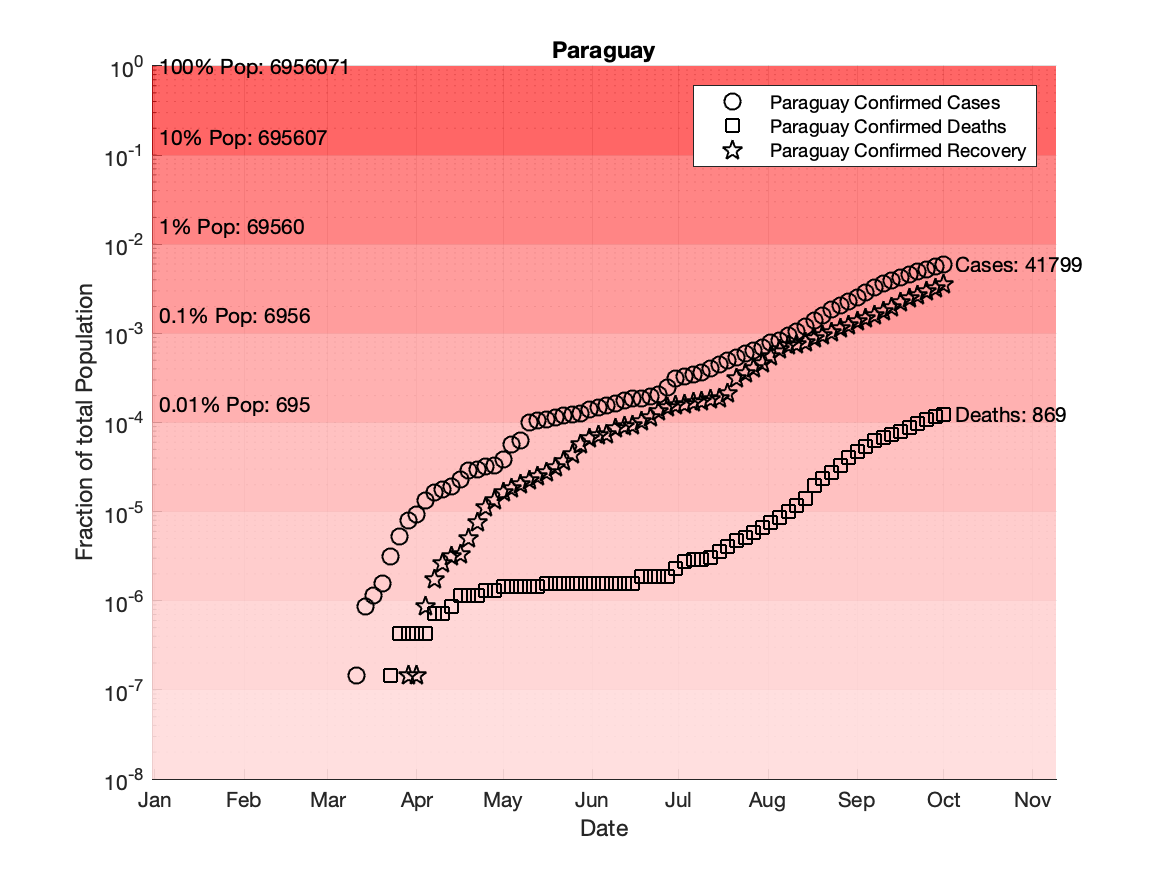 Paraguay
10^0
100% Pop: 6956071
Paraguay Confirmed Cases
Paraguay Confirmed Deaths
Paraguay Confirmed Recovery
10% Pop: 695607
10^-1
1% Pop: 69560
10^-2
Cases: 41799
0.1% Pop: 6956
10^-3
0.01% Pop: 695
10^-4
Deaths: 869
10^-5
10^-6
10^-7
10^-8
Fraction of total Population
Jan Feb Mar Apr May Jun Jul Aug Sep Oct Nov
Date